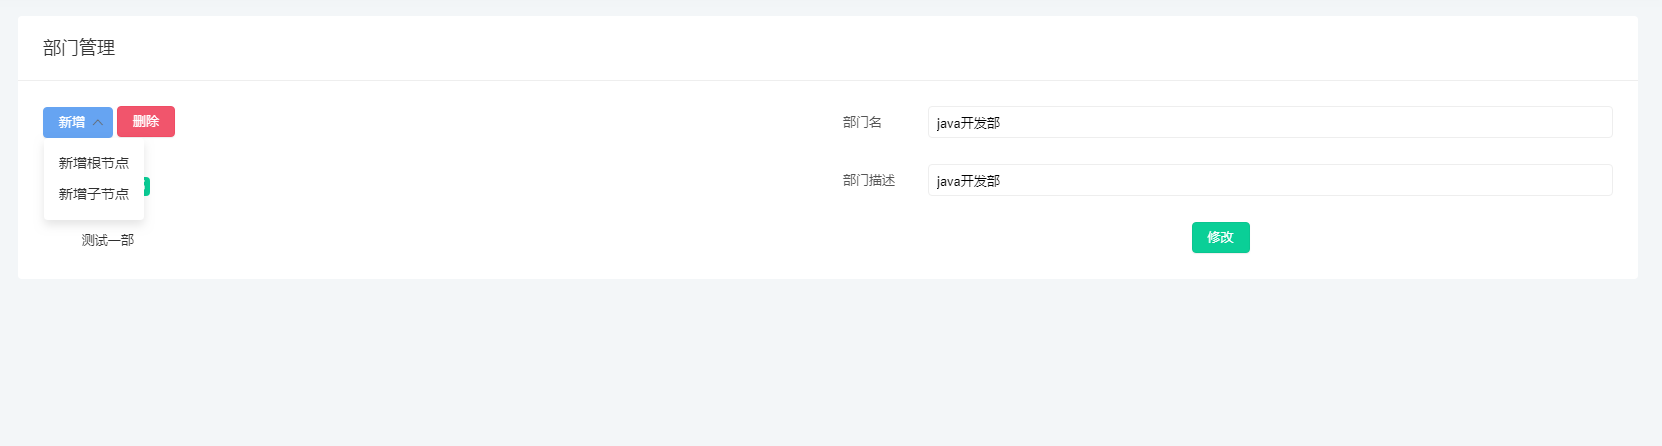 部门管理
新增
删除
新增根节点
新增子节点
测试一部
部门名
java开发部
部门描述
java开发部
修改